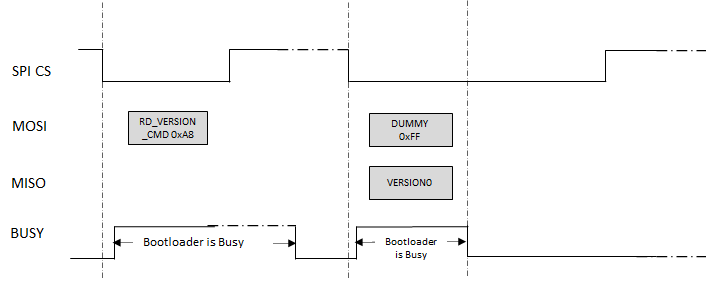 SPI CS
MOSI
RD_VERSION
_CMD 0xA8
DUMMY
0xFF
MISO
VERSION0
BUSY
Bootloader is Busy
Bootloader
is Busy